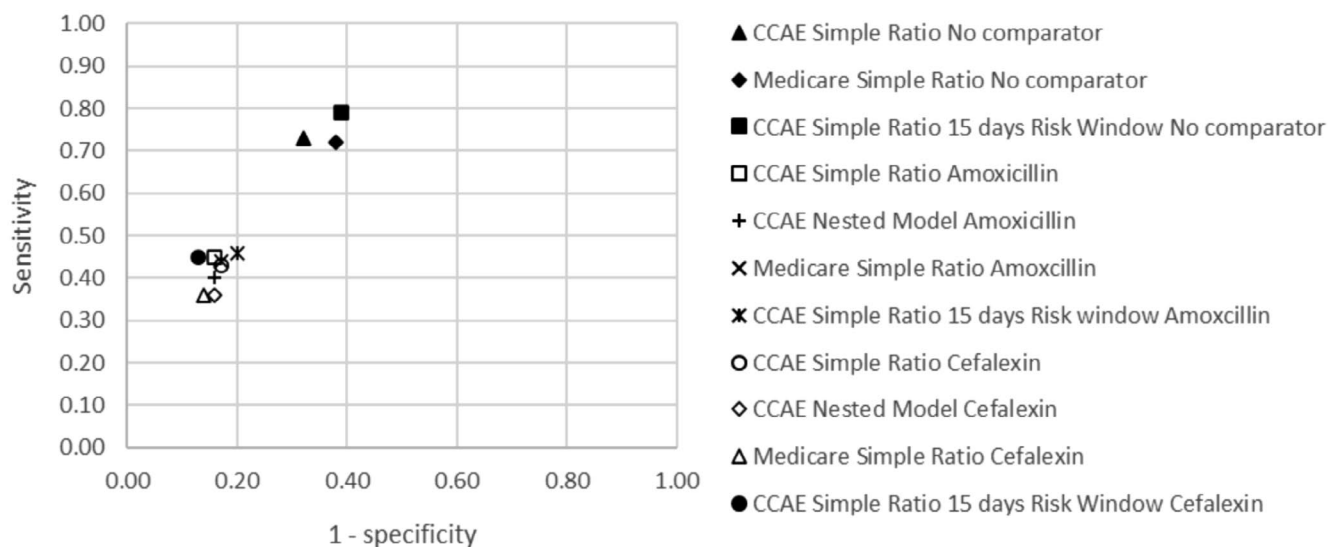 1.00
0.90
0.80
0.70
0.60
0.50
0.40
0.30
0.20
0.10
0.00
Sensitivity
0.00 0.20 0.40 0.60 0.80 1.00
1 - specificity
CCAE Simple Ratio No comparator
Medicare Simple Ratio No comparator
CCAE Simple Ratio 15 days Risk Window No comparator
CCAE Simple Ratio Amoxicillin
CCAE Nested Model Amoxicillin
Medicare Simple Ratio Amoxcillin
CCAE Simple Ratio 15 days Risk window Amoxcillin
CCAE Simple Ratio Cefalexin
CCAE Nested Model Cefalexin
Medicare Simple Ratio Cefalexin
CCAE Simple Ratio 15 days Risk Window Cefalexin